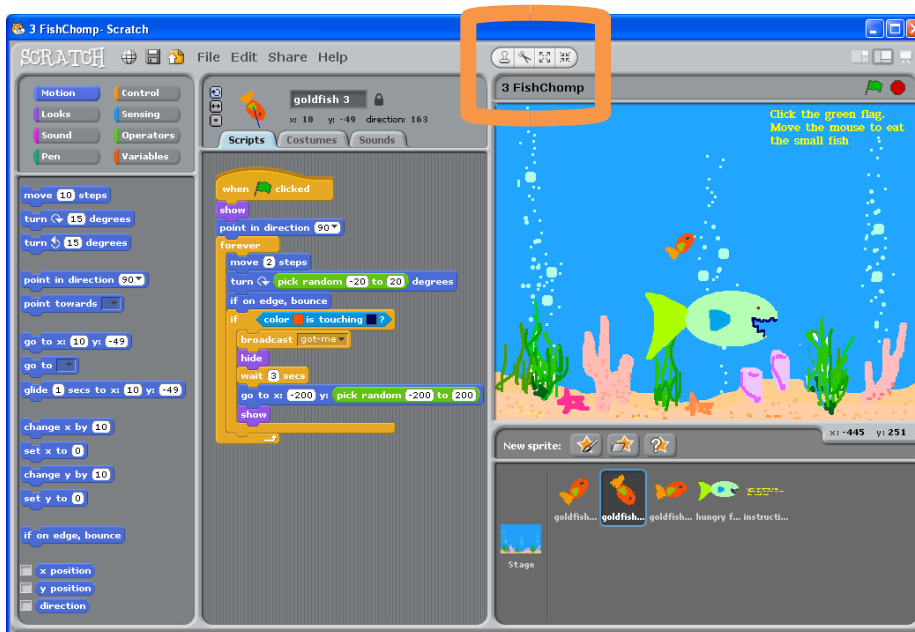 3 FishChomp- Scratch
SCRATCH File Edit Share Help
Motion Control
Looks Sensing
Sound Operators
Pen Variables
move 10 steps
turn 15 degrees
turn 15 degrees
point in direction 90
point towards
go to x: 10 y: -49
go to
glide 1 secs to x: 10 y: -49
change x by 10
set x to 0
change y by 10
set y to 0
if on edge, bounce
x position
y position
direction
goldfish 3
x: 10 y: -49 direction: 163
Scripts Costumes Sounds
when clicked
show
point in direction 90
forever
move 2 steps
turn pick random -20 to 20 degrees
if on edge, bounce
if color is touching ?
broadcast got-me
hide
wait 3 secs
go to x: -200 y: pick random -200 to 200
show
3 FishChomp
Click the green flag.
Move the mouse to eat
the small fish
x: -445 y: 251
New sprite:
goldfish... goldfish... goldfish... hungry f... instructi...
Stage